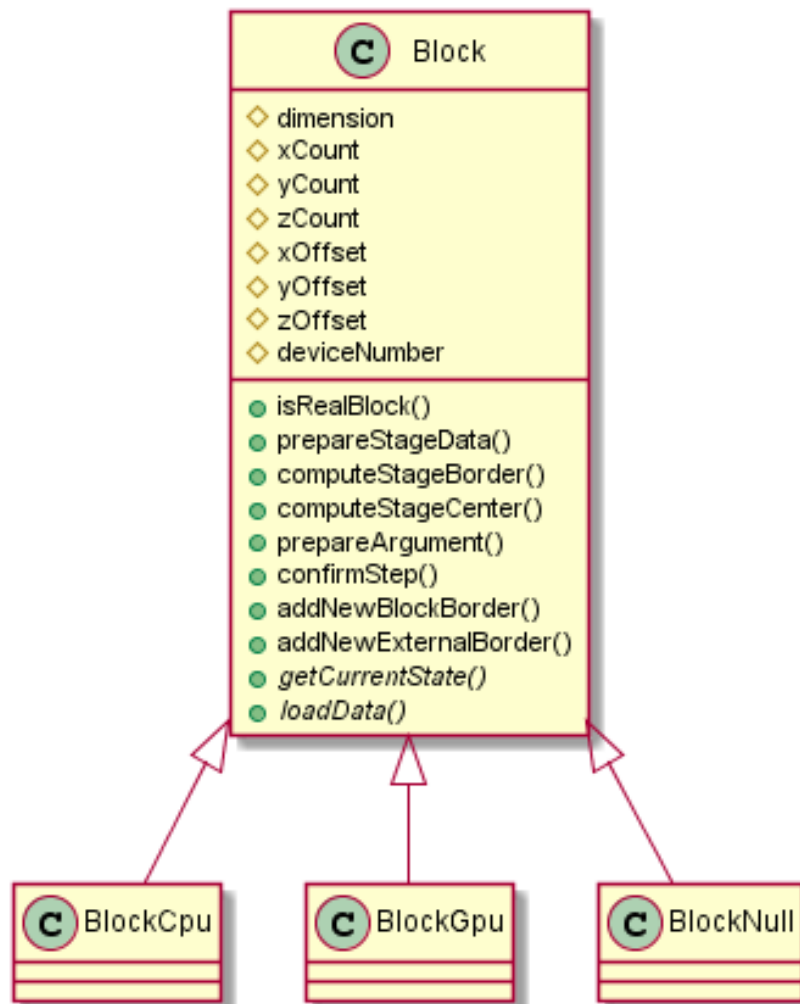 C Block
dimension
xCount
yCount
zCount
xOffset
yOffset
zOffset
deviceNumber
isRealBlock()
prepareStageData()
computeStageBorder()
computeStageCenter()
prepareArgument()
confirmStep()
addNewBlockBorder()
addNewExternalBorder()
getCurrentState()
loadData()
C BlockCpu
C BlockGpu
C BlockNull